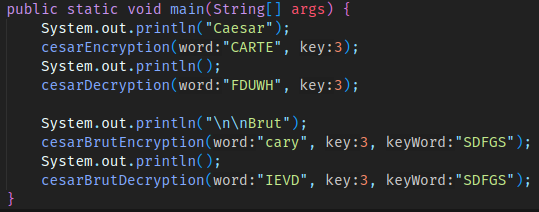 public static void main(String[] args) {
System.out.println("Caesar");
cesarEncryption(word:"CARTE", key:3);
System.out.println();
cesarDecryption(word:"FDUWH", key:3);
System.out.println("\n\nBrut");
cesarBrutEncryption(word:"cary", key:3, keyWord:"SDFGS");
System.out.println();
cesarBrutDecryption(word:"IEVD", key:3, keyWord:"SDFGS");
}